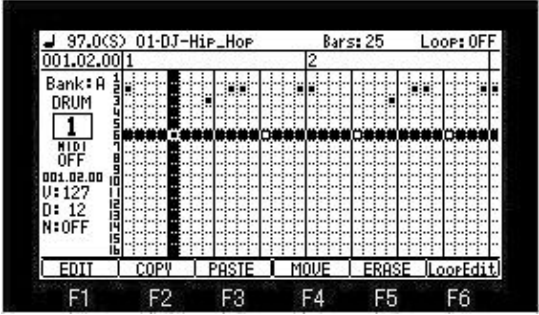 ♩ 97.0(S) 01-DJ-Hip_Hop Bars:25 Loop:OFF
001.02.00 1 2
Bank:A
DRUM
1
MIDI
OFF
001.02.00
V:127
D: 12
N:OFF
1
2
3
4
5
6
7
8
9
10
11
12
13
14
15
16
EDIT COPY PASTE MOVE ERASE LoopEdit
F1 F2 F3 F4 F5 F6